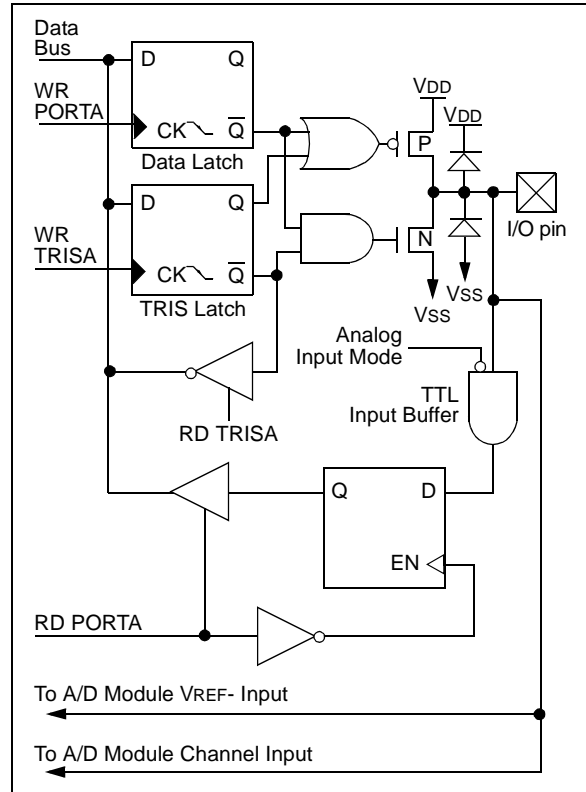 Data
Bus
D Q
WR
PORTA
CK Q
Data Latch
VDD
VDD
P
D Q
WR
TRISA
CK Q
TRIS Latch
N
I/O pin
VSS
VSS
Analog
Input Mode
TTL
Input Buffer
RD TRISA
Q D
EN
RD PORTA
To A/D Module VREF- Input
To A/D Module Channel Input